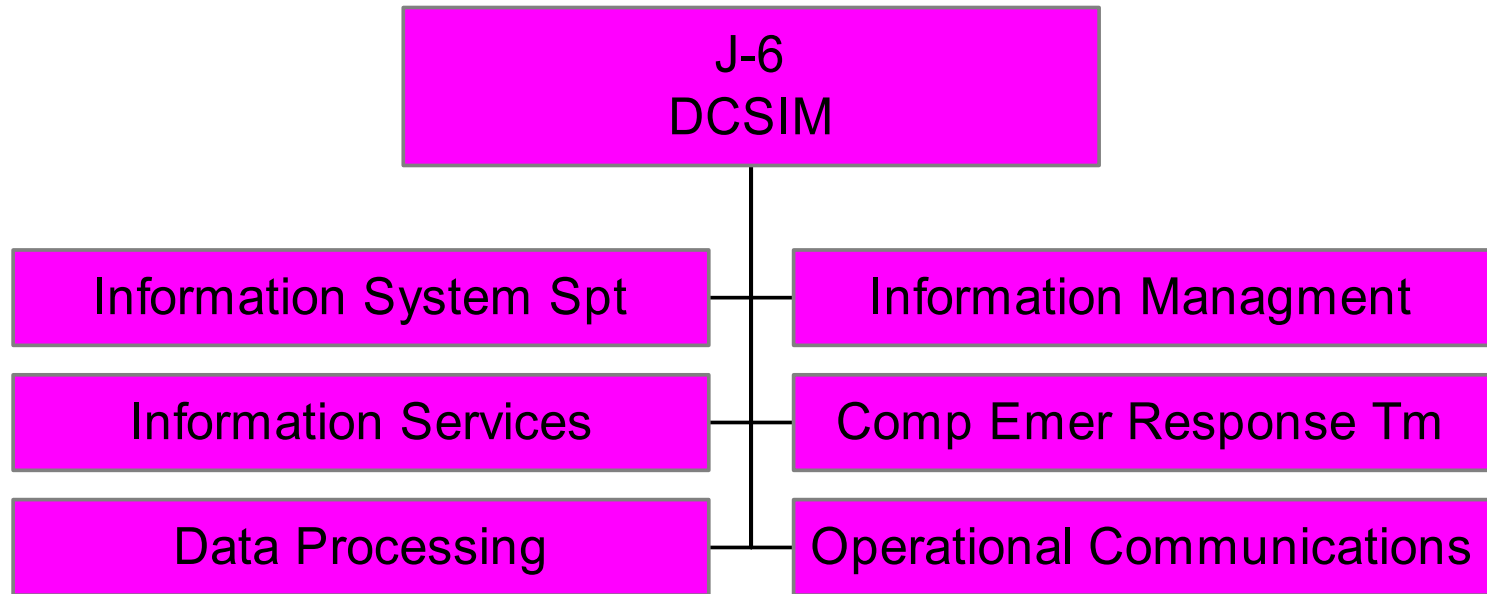 J-6
DCSIM
Information System Spt
Information Managment
Information Services
Comp Emer Response Tm
Data Processing
Operational Communications